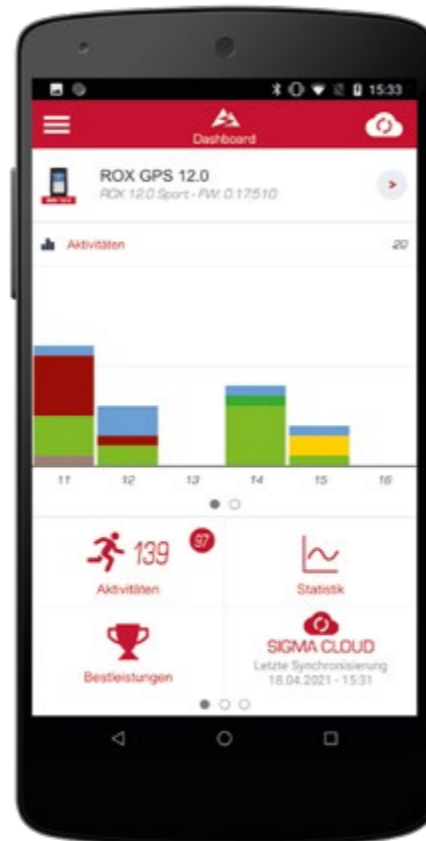 15:33
Dashboard
ROX GPS 12.0
ROX 12.0 Sport - FW: 0.17.510
Aktivitäten 20
11 12 13 14 15 16
139 97
Aktivitäten
Statistik
Bestleistungen
SIGMA CLOUD
Letzte Synchronisierung
18.04.2021 - 15:31